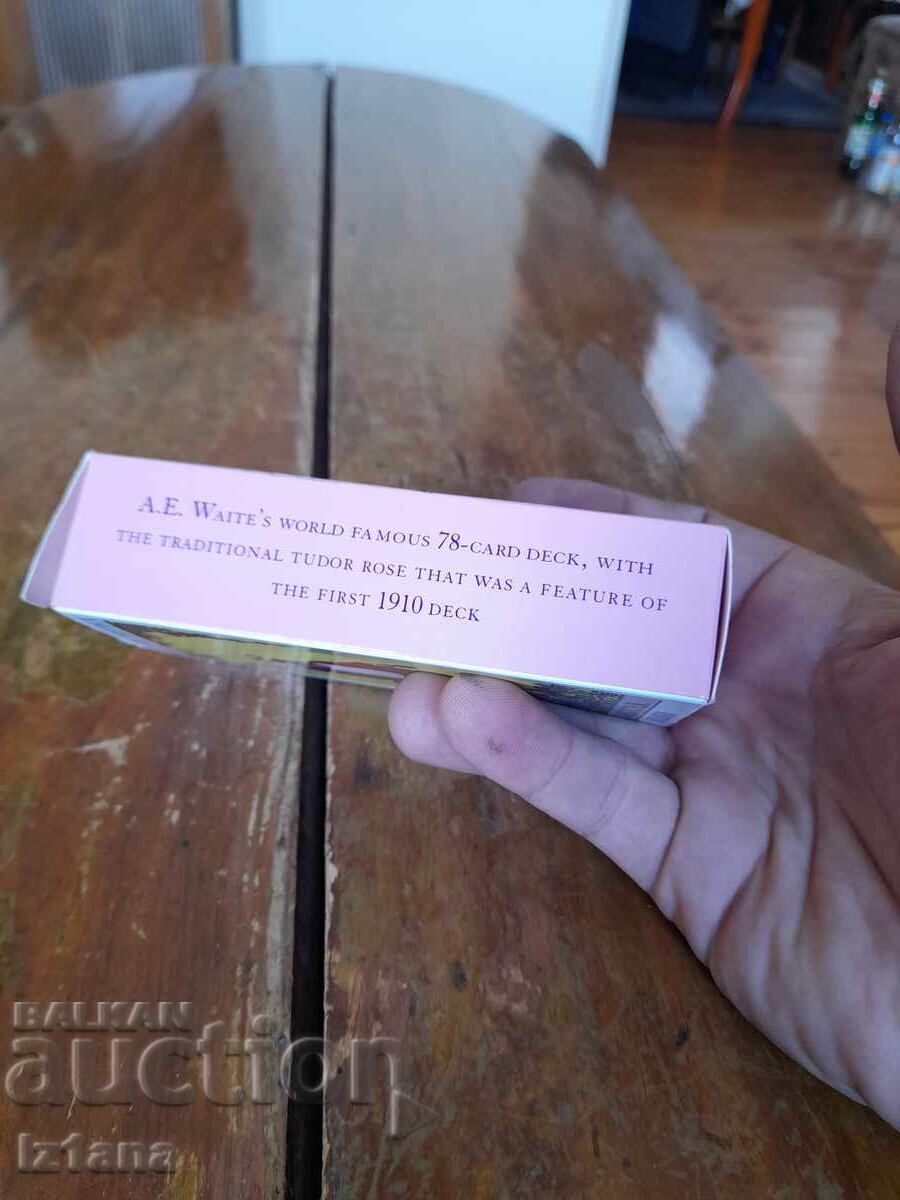 A.E. WAITE'S WORLD FAMOUS 78-CARD DECK, WITH
THE TRADITIONAL TUDOR ROSE THAT WAS A FEATURE OF
THE FIRST 1910 DECK
BALKAN
auction
Iz1ana